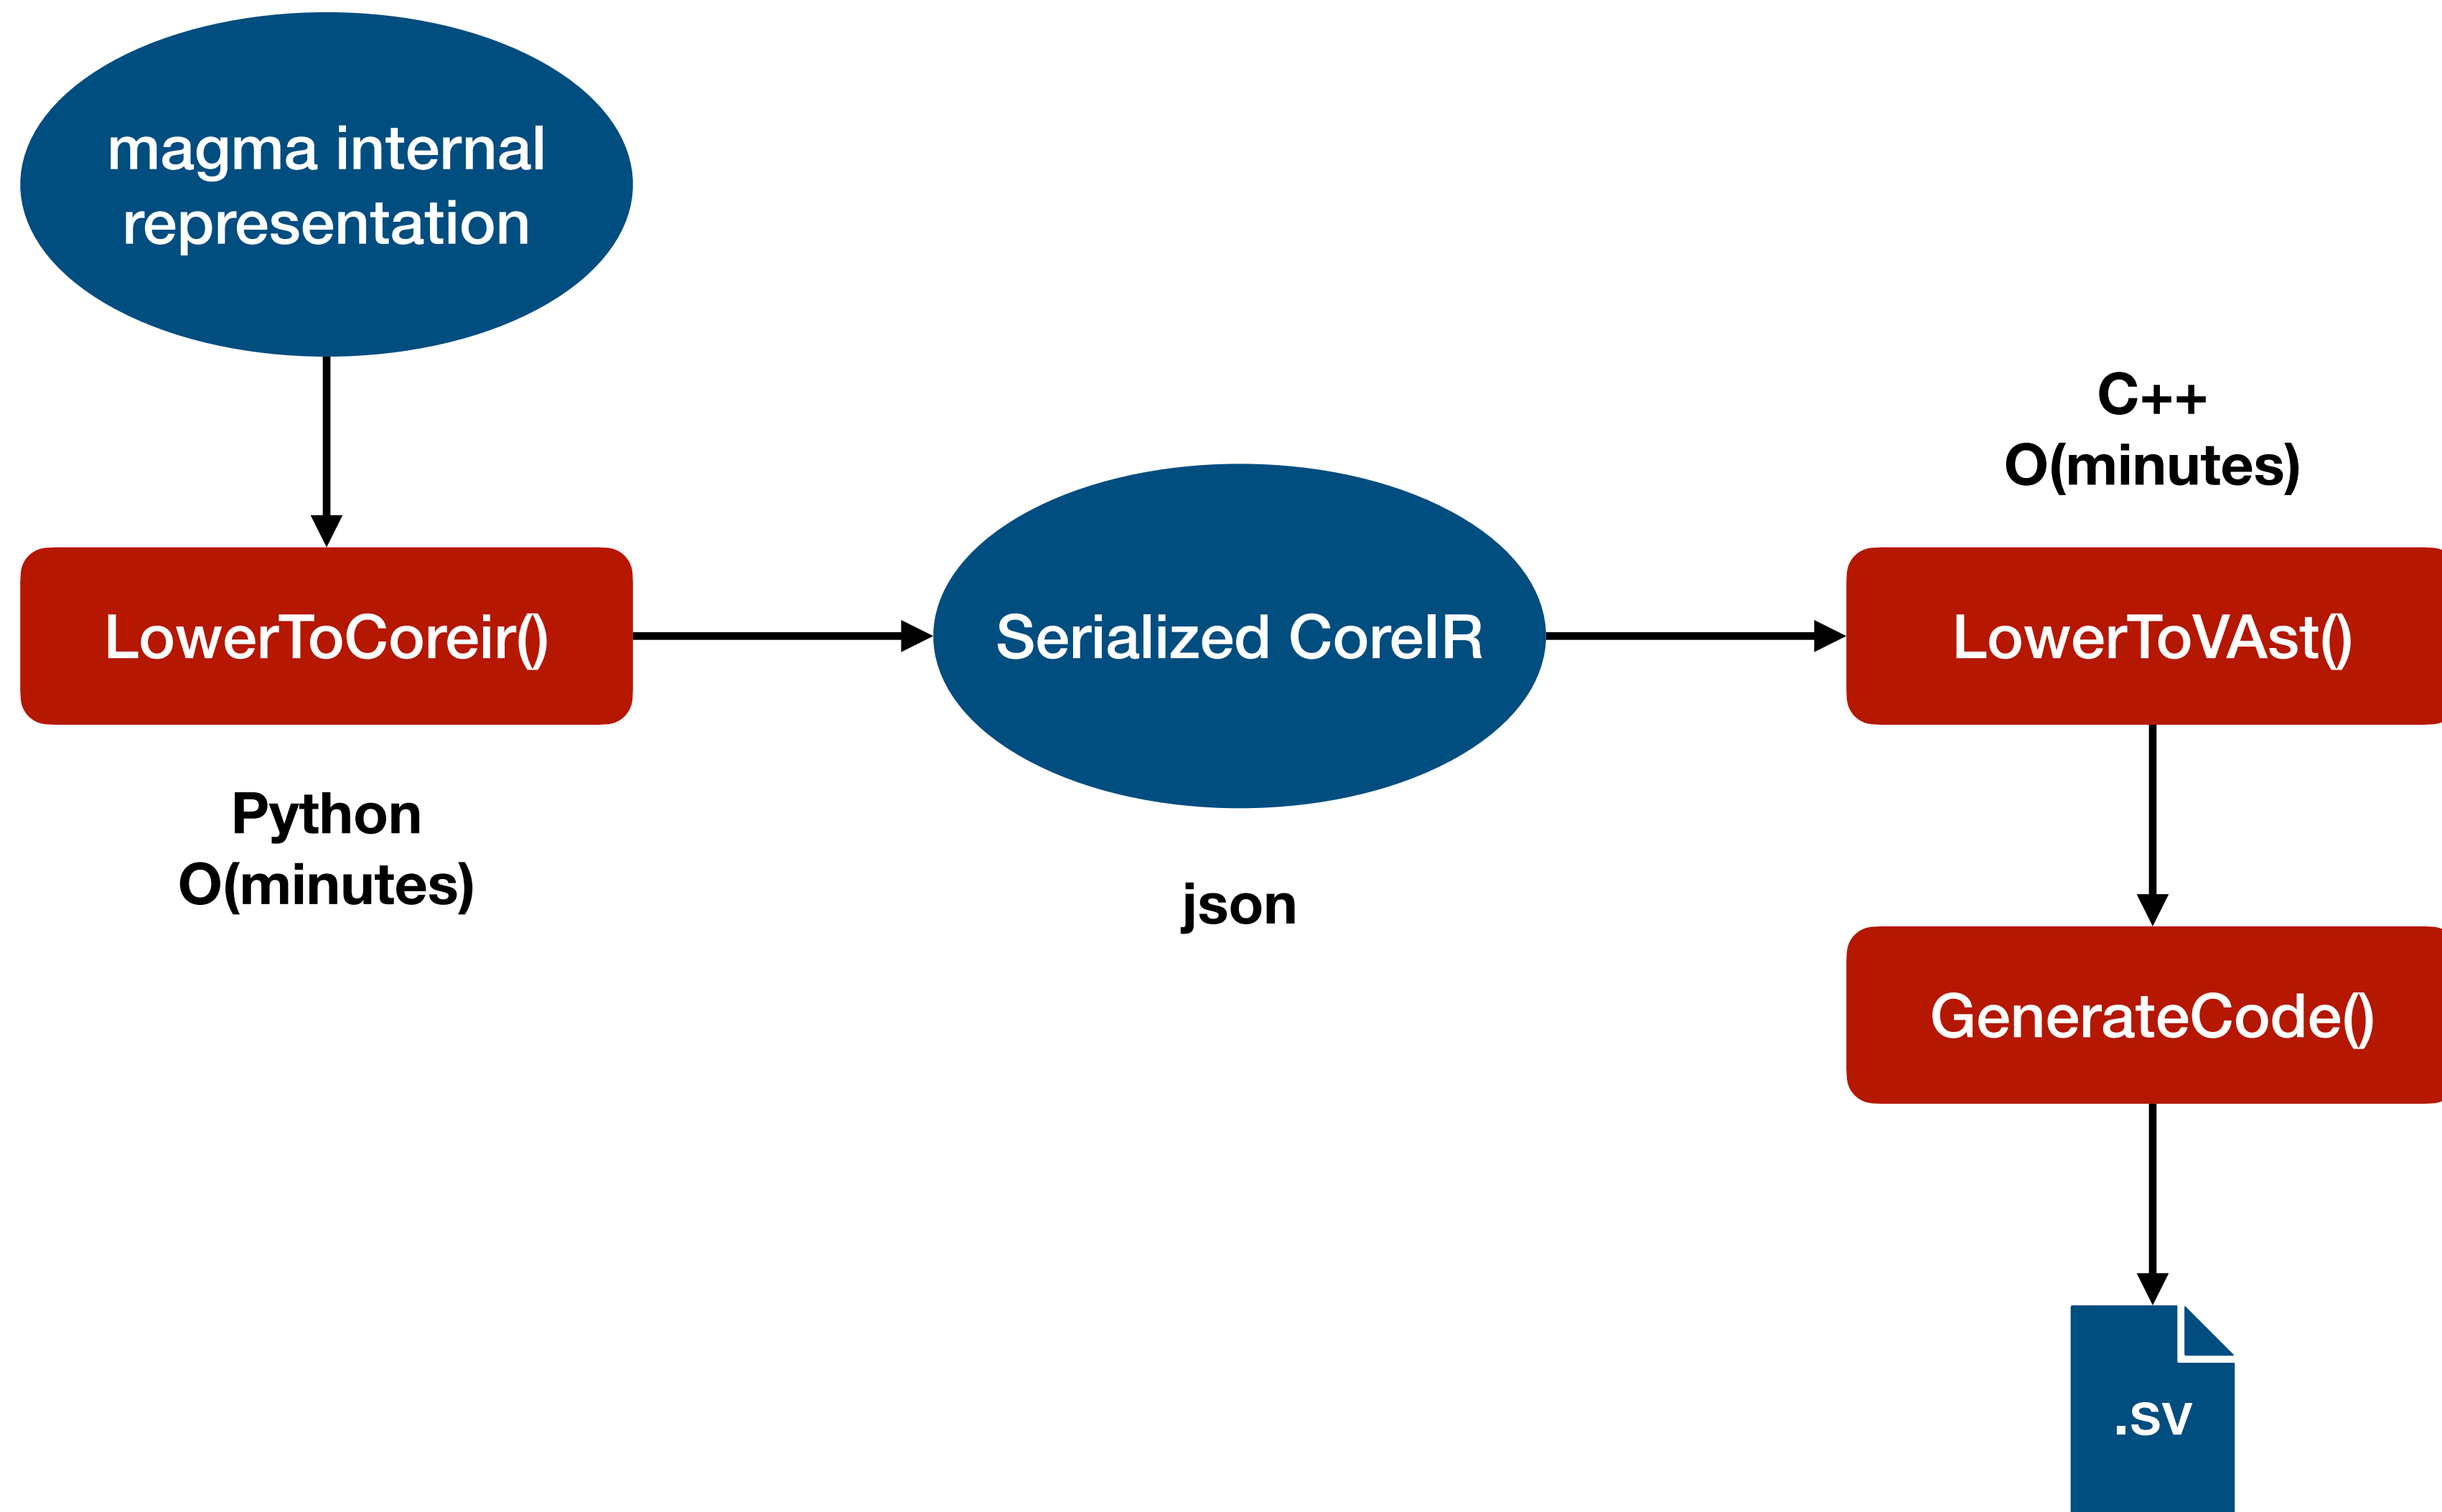 magma internal
representation
LowerToCoreir()
Python
O(minutes)
Serialized CoreIR
json
C++
O(minutes)
LowerToVAst()
GenerateCode()
.sv